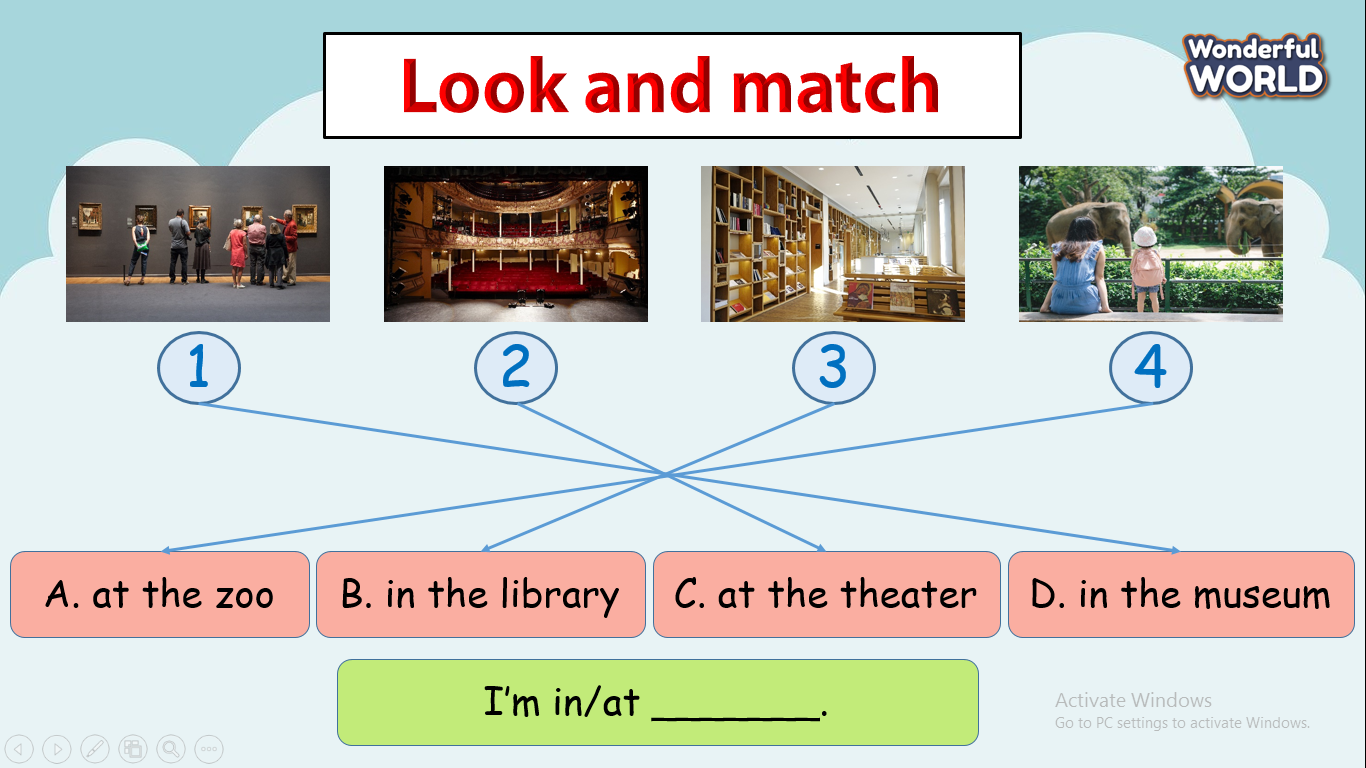 Look and match
Wonderful
WORLD
1
2
3
4
A. at the zoo
B. in the library
C. at the theater
D. in the museum
I'm in/at ________.
Activate Windows
Go to PC settings to activate Windows.